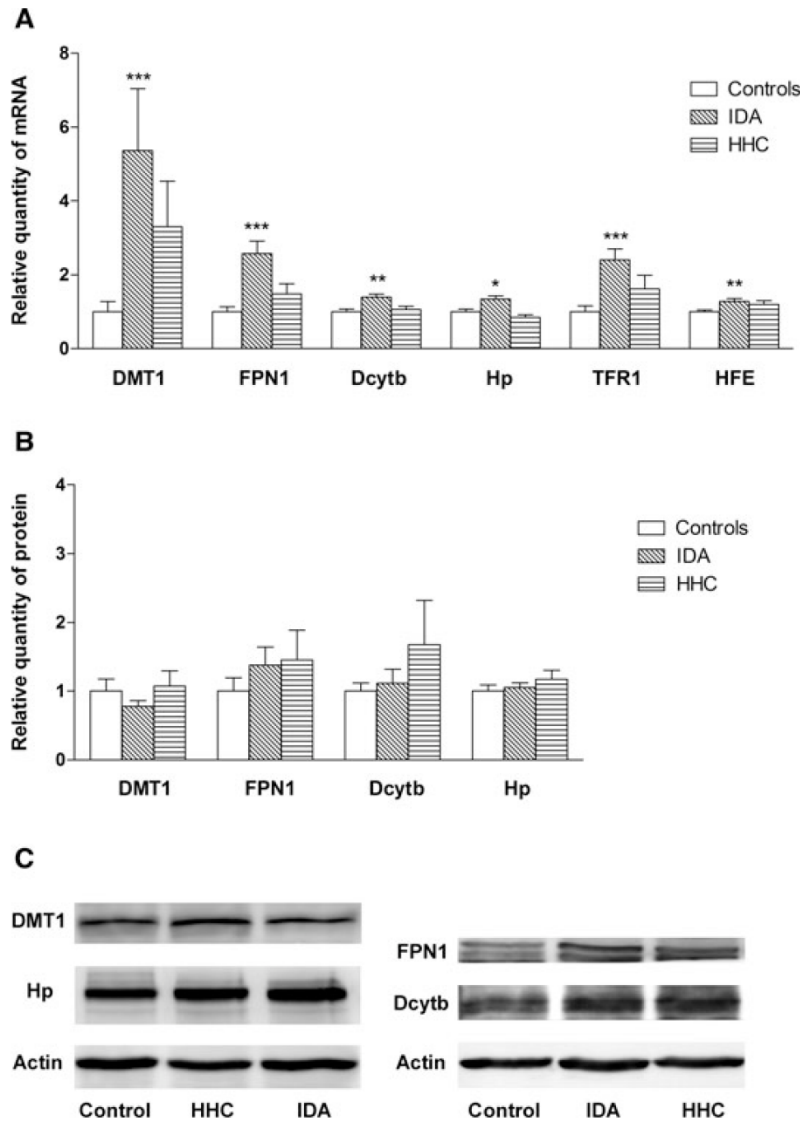 A
Relative quantity of mRNA
8
6
4
2
0
***
***
**
*
***
**
Controls
IDA
HHC
DMT1 FPN1 Dcytb Hp TFR1 HFE
B
Relative quantity of protein
4
3
2
1
0
Controls
IDA
HHC
DMT1 FPN1 Dcytb Hp
C
DMT1
Hp
Actin
Control HHC IDA
FPN1
Dcytb
Actin
Control IDA HHC